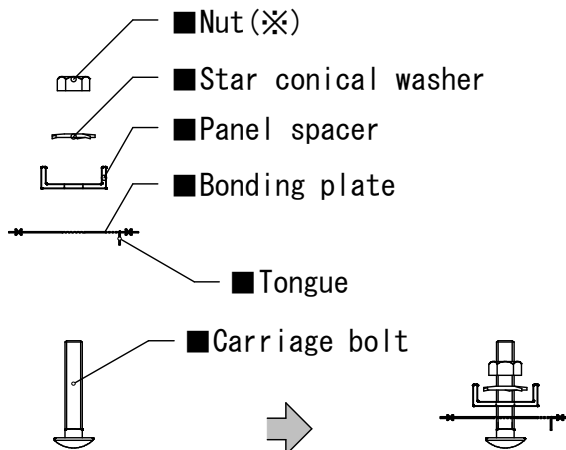 ■Nut(※)
■Star conical washer
■Panel spacer
■Bonding plate
■Tongue
■Carriage bolt